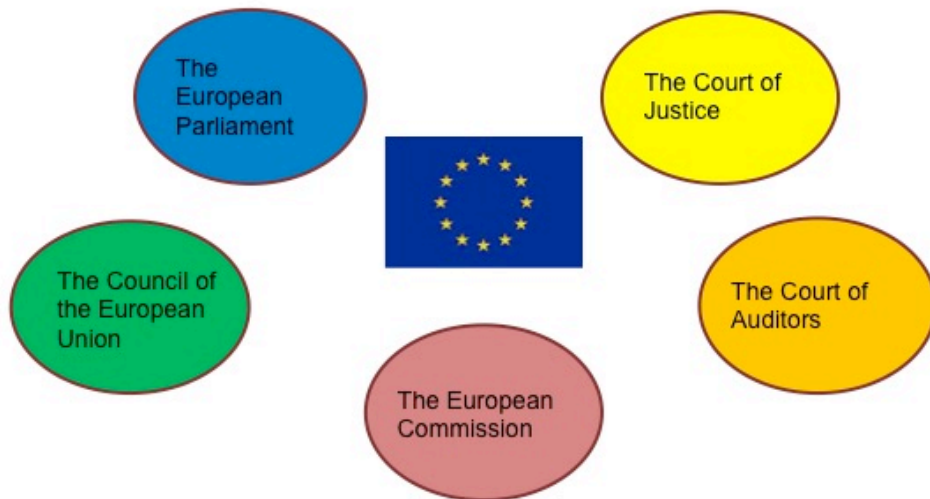 The
European
Parliament
The Court of
Justice
The Council of
the European
Union
The Court of
Auditors
The European
Commission